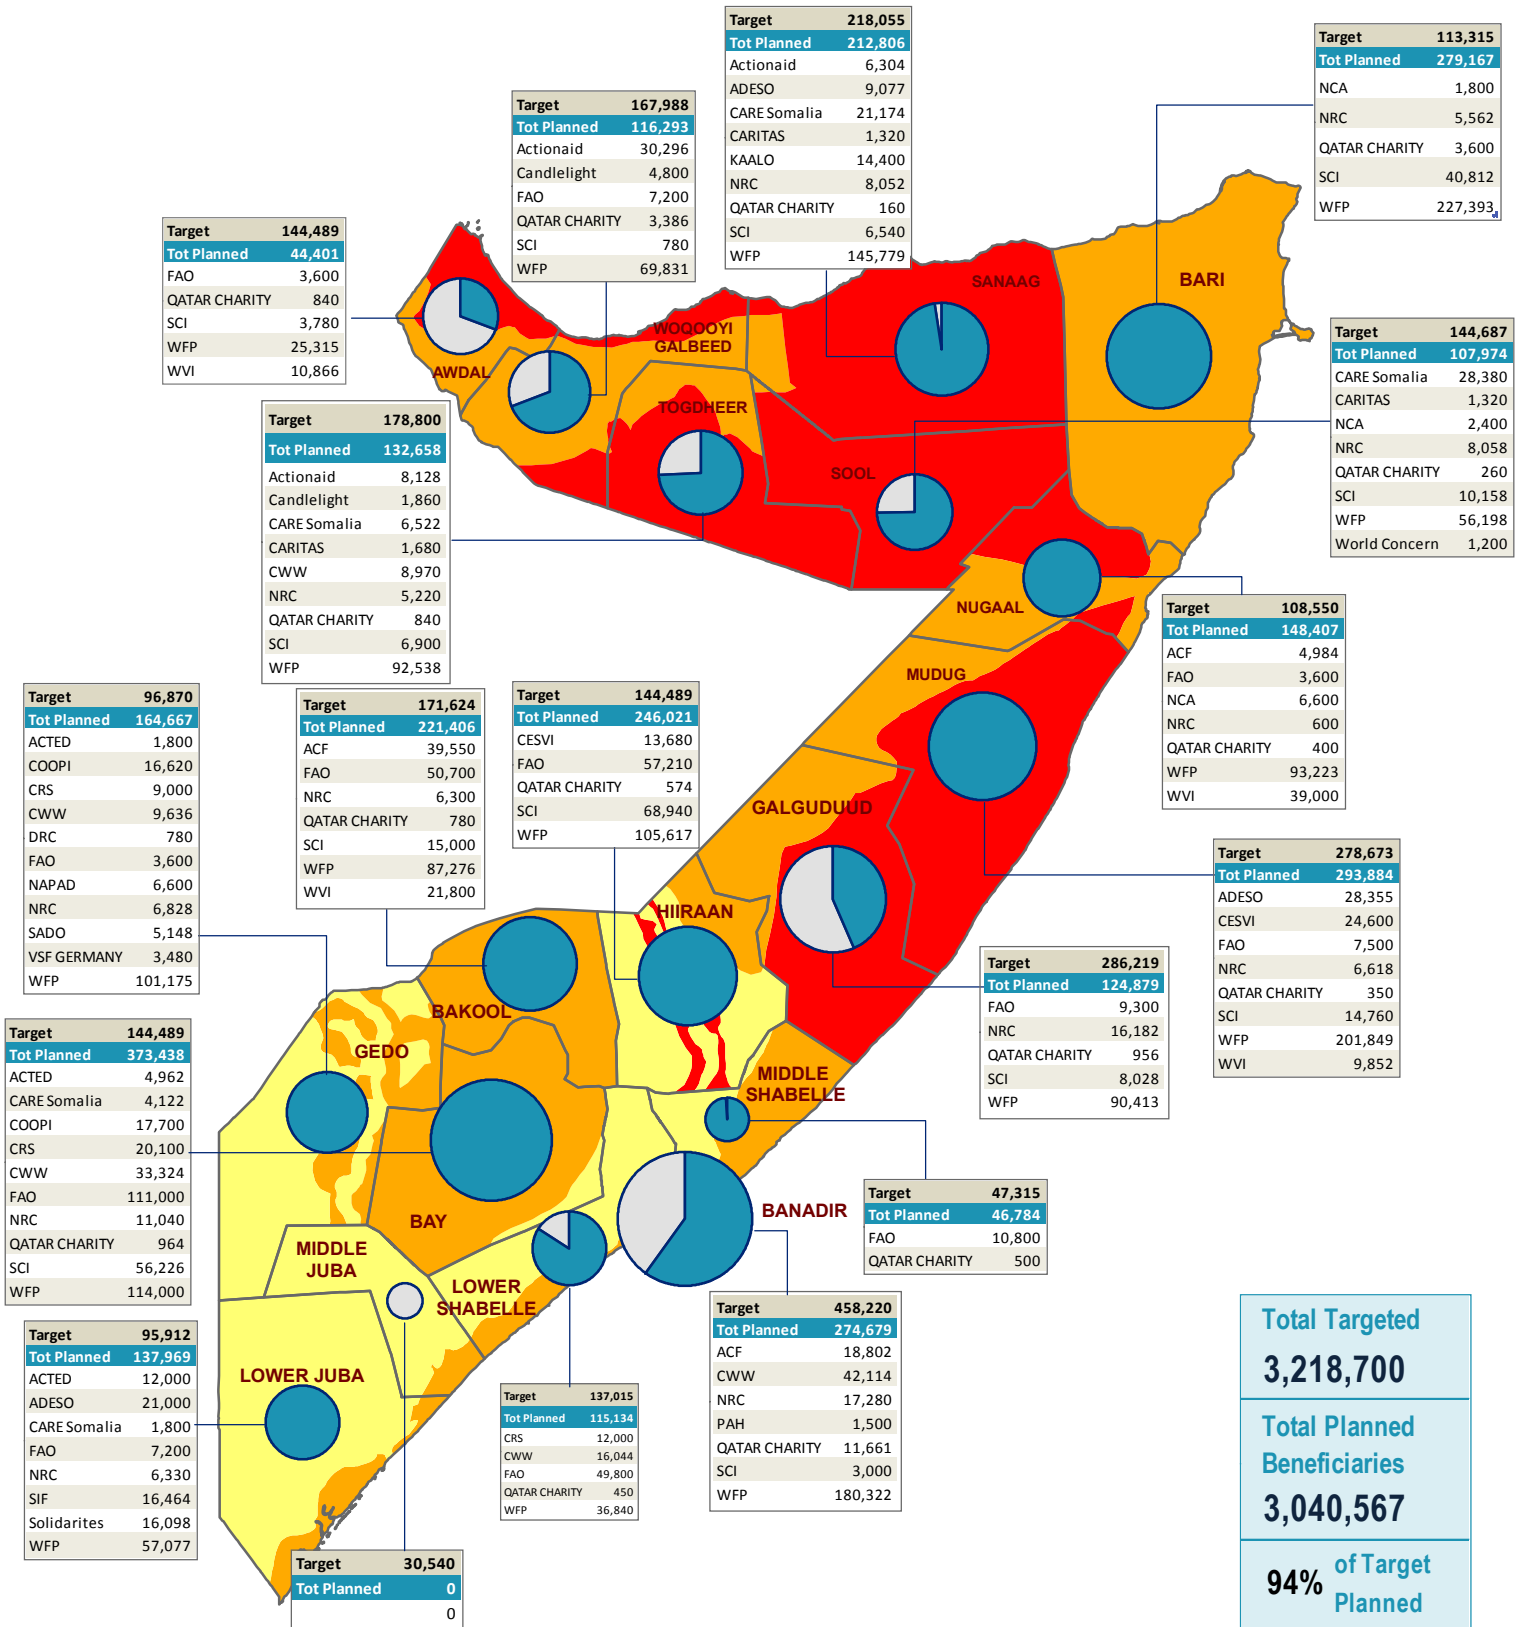 Target 218,055
Tot Planned 212,806
Actionaid 6,304
ADESO 9,077
CARE Somalia 21,174
CARITAS 1,320
KAALO 14,400
NRC 8,052
QATAR CHARITY 160
SCI 6,540
WFP 145,779
Target 113,315
Tot Planned 279,167
NCA 1,800
NRC 5,562
QATAR CHARITY 3,600
SCI 40,812
WFP 227,393
Target 167,988
Tot Planned 116,293
Actionaid 30,296
Candlelight 4,800
FAO 7,200
QATAR CHARITY 3,386
SCI 780
WFP 69,831
Target 144,489
Tot Planned 44,401
FAO 3,600
QATAR CHARITY 840
SCI 3,780
WFP 25,315
WVI 10,866
SANAAG
BARI
WOQOOYI
GALBEED
AWDAL
TOGDHEER
SOOL
Target 144,687
Tot Planned 107,974
CARE Somalia 28,380
CARITAS 1,320
NCA 2,400
NRC 8,058
QATAR CHARITY 260
SCI 10,158
WFP 56,198
World Concern 1,200
Target 178,800
Tot Planned 132,658
Actionaid 8,128
Candlelight 1,860
CARE Somalia 6,522
CARITAS 1,680
CWW 8,970
NRC 5,220
QATAR CHARITY 840
SCI 6,900
WFP 92,538
NUGAAL
MUDUG
Target 108,550
Tot Planned 148,407
ACF 4,984
FAO 3,600
NCA 6,600
NRC 600
QATAR CHARITY 400
WFP 93,223
WVI 39,000
Target 96,870
Tot Planned 164,667
ACTED 1,800
COOPI 16,620
CRS 9,000
CWW 9,636
DRC 780
FAO 3,600
NAPAD 6,600
NRC 6,828
SADO 5,148
VSF GERMANY 3,480
WFP 101,175
Target 171,624
Tot Planned 221,406
ACF 39,550
FAO 50,700
NRC 6,300
QATAR CHARITY 780
SCI 15,000
WFP 87,276
WVI 21,800
Target 144,489
Tot Planned 246,021
CESVI 13,680
FAO 57,210
QATAR CHARITY 574
SCI 68,940
WFP 105,617
GALGUDUUD
HIIRAAN
Target 278,673
Tot Planned 293,884
ADESO 28,355
CESVI 24,600
FAO 7,500
NRC 6,618
QATAR CHARITY 350
SCI 14,760
WFP 201,849
WVI 9,852
Target 286,219
Tot Planned 124,879
FAO 9,300
NRC 16,182
QATAR CHARITY 956
SCI 8,028
WFP 90,413
BAKOOL
GEDO
MIDDLE
SHABELLE
Target 144,489
Tot Planned 373,438
ACTED 4,962
CARE Somalia 4,122
COOPI 17,700
CRS 20,100
CWW 33,324
FAO 111,000
NRC 11,040
QATAR CHARITY 964
SCI 56,226
WFP 114,000
BAY
BANADIR
MIDDLE
JUBA
LOWER
SHABELLE
LOWER JUBA
Target 47,315
Tot Planned 46,784
FAO 10,800
QATAR CHARITY 500
Target 458,220
Tot Planned 274,679
ACF 18,802
CWW 42,114
NRC 17,280
PAH 1,500
QATAR CHARITY 11,661
SCI 3,000
WFP 180,322
Target 95,912
Tot Planned 137,969
ACTED 12,000
ADESO 21,000
CARE Somalia 1,800
FAO 7,200
NRC 6,330
SIF 16,464
Solidarites 16,098
WFP 57,077
Target 137,015
Tot Planned 115,134
CRS 12,000
CWW 16,044
FAO 49,800
QATAR CHARITY 450
WFP 36,840
Target 30,540
Tot Planned 0
0
Total Targeted
3,218,700
Total Planned
Beneficiaries
3,040,567
94% of Target
Planned